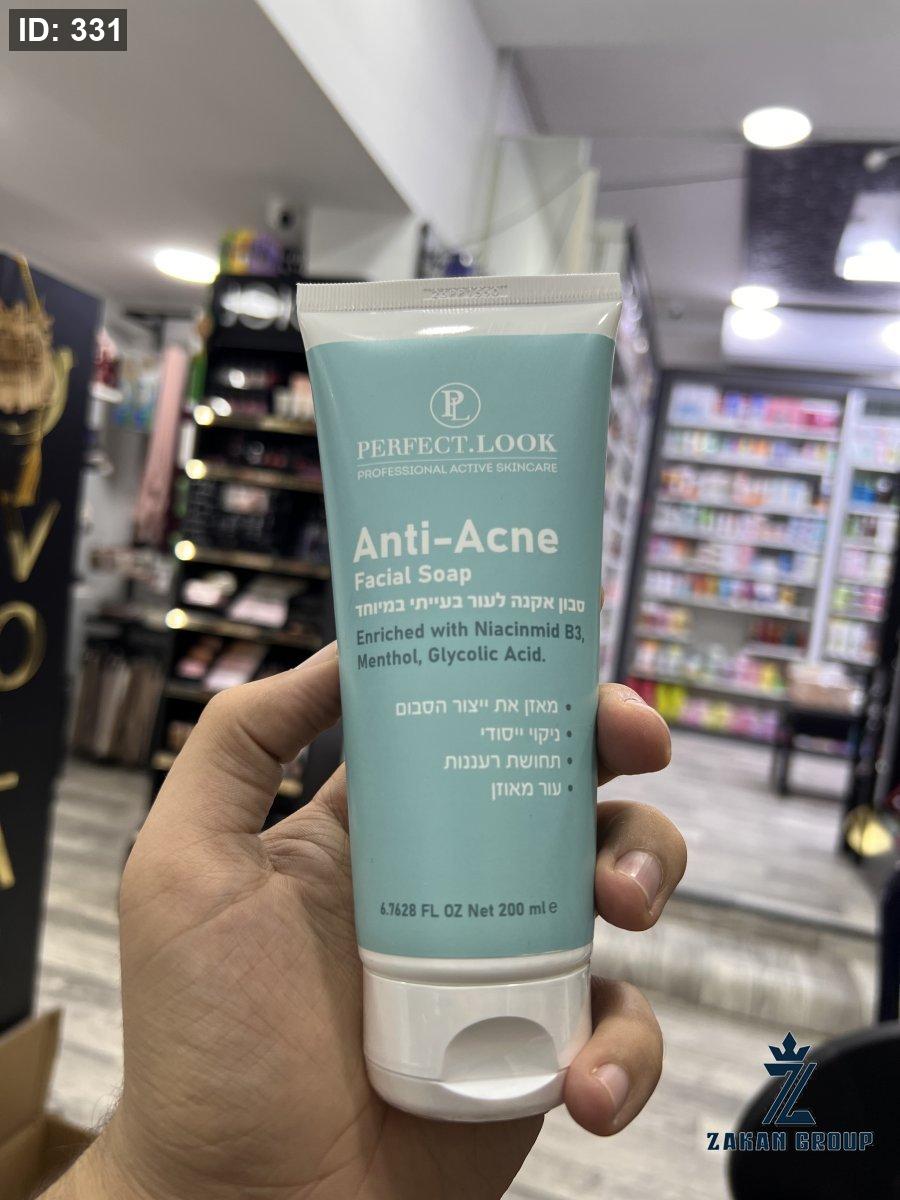 ID: 331
PL
PERFECT.LOOK
PROFESSIONAL ACTIVE SKINCARE
Anti-Acne
Facial Soap
סבון אקנה לעור בעייתי במיוחד
Enriched with Niacinmid B3,
Menthol, Glycolic Acid.
• מאזן את ייצור הסבום
• ניקוי ייסודי
• תחושת רעננות
• עור מאוזן
6.7628 FL OZ Net 200 ml e
ZAKAN GROUP